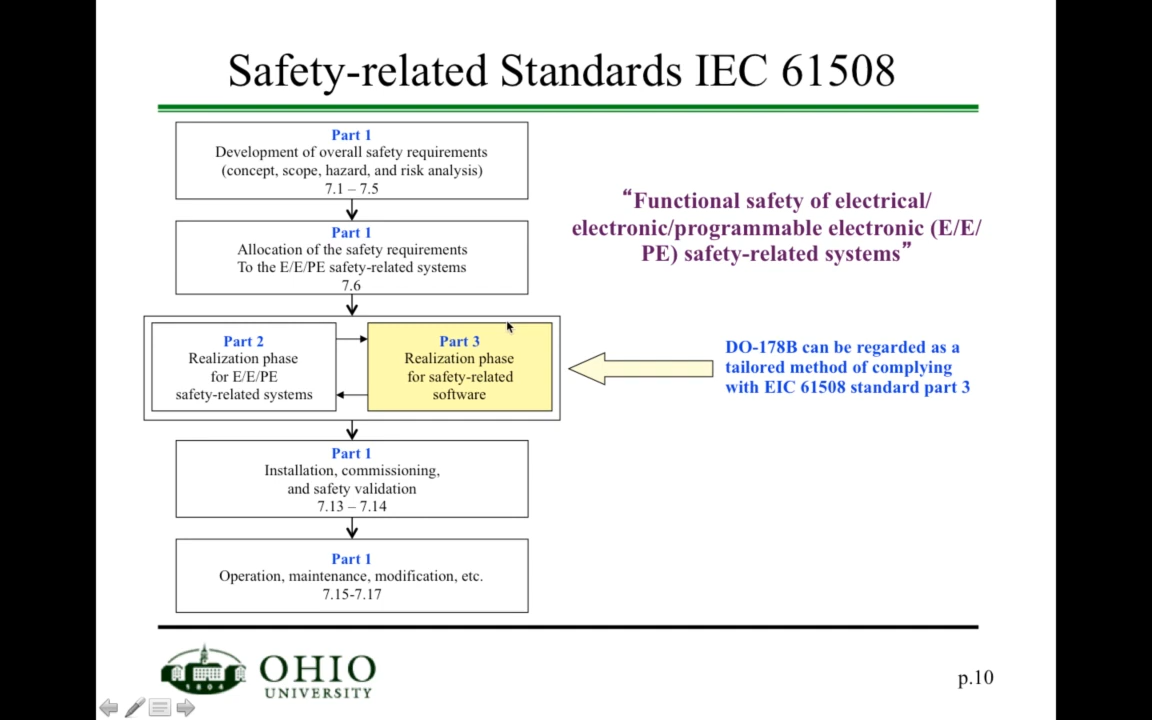 Safety-related Standards IEC 61508
Part 1
Development of overall safety requirements
(concept, scope, hazard, and risk analysis)
7.1 – 7.5
Part 1
Allocation of the safety requirements
To the E/E/PE safety-related systems
7.6
Part 2
Realization phase
for E/E/PE
safety-related systems
Part 3
Realization phase
for safety-related
software
Part 1
Installation, commissioning,
and safety validation
7.13 – 7.14
Part 1
Operation, maintenance, modification, etc.
7.15-7.17
“Functional safety of electrical/
electronic/programmable electronic (E/E/
PE) safety-related systems”
DO-178B can be regarded as a
tailored method of complying
with EIC 61508 standard part 3
1804
OHIO
UNIVERSITY
p.10